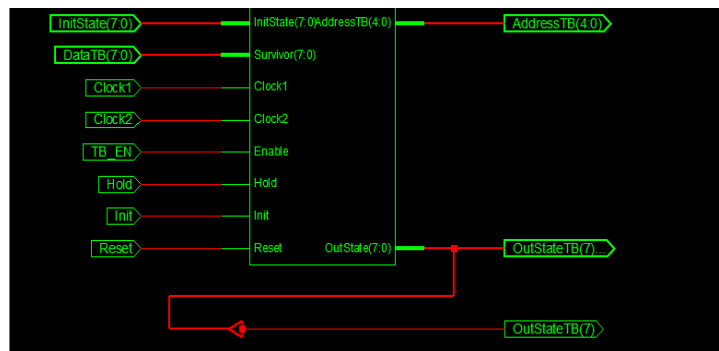 InitState(7:0) InitState(7:0) AddressTB(4:0) AddressTB(4:0)
DataTB(7:0) Survivor(7:0)
Clock1 Clock1
Clock2 Clock2
TB_EN Enable
Hold Hold
Init Init
Reset Reset OutState(7:0) OutStateTB(7)...
OutStateTB(7)